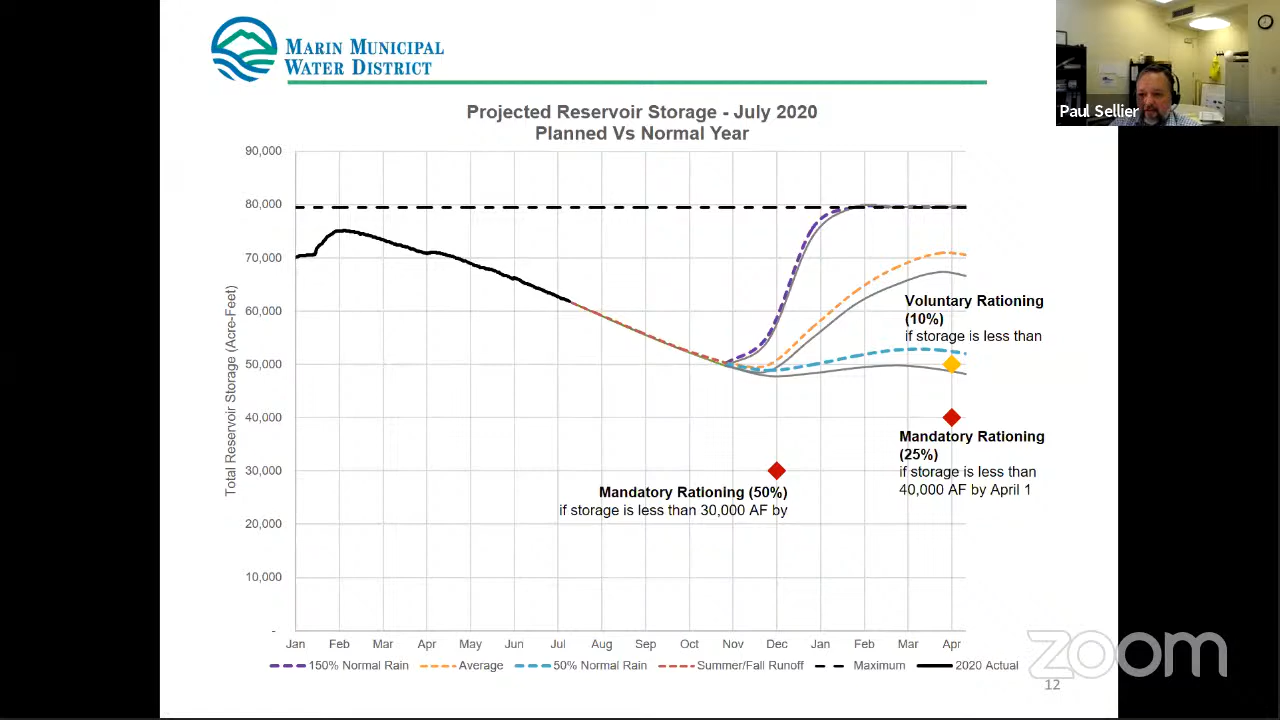 MARIN MUNICIPAL
WATER DISTRICT
Paul Sellier
Projected Reservoir Storage - July 2020
Planned Vs Normal Year
Total Reservoir Storage (Acre-Feet)
90,000
80,000
70,000
60,000
50,000
40,000
30,000
20,000
10,000
-
Voluntary Rationing
(10%)
if storage is less than
Mandatory Rationing
(25%)
if storage is less than
40,000 AF by April 1
Mandatory Rationing (50%)
if storage is less than 30,000 AF by
Jan Feb Mar Apr May Jun Jul Aug Sep Oct Nov Dec Jan Feb Mar Apr
150% Normal Rain Average 50% Normal Rain Summer/Fall Runoff Maximum 2020 Actual
zoom
12